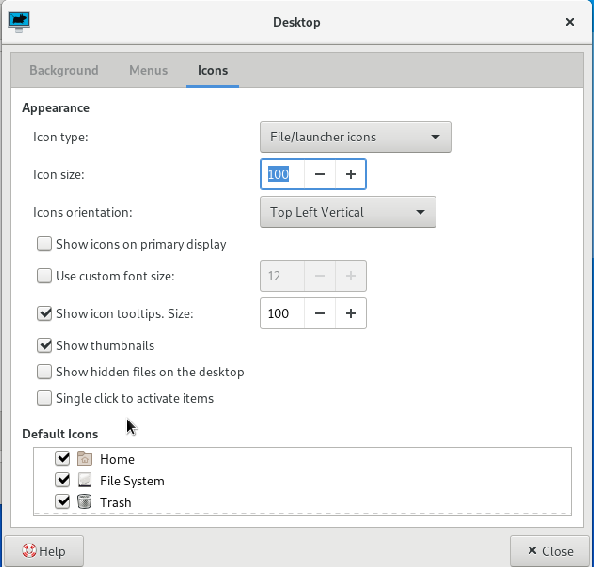 Desktop
Background Menus Icons
Appearance
Icon type: File/launcher icons
Icon size: 100
Icons orientation: Top Left Vertical
Show icons on primary display
Use custom font size: 12
Show icon tooltips. Size: 100
Show thumbnails
Show hidden files on the desktop
Single click to activate items
Default Icons
Home
File System
Trash
Help Close